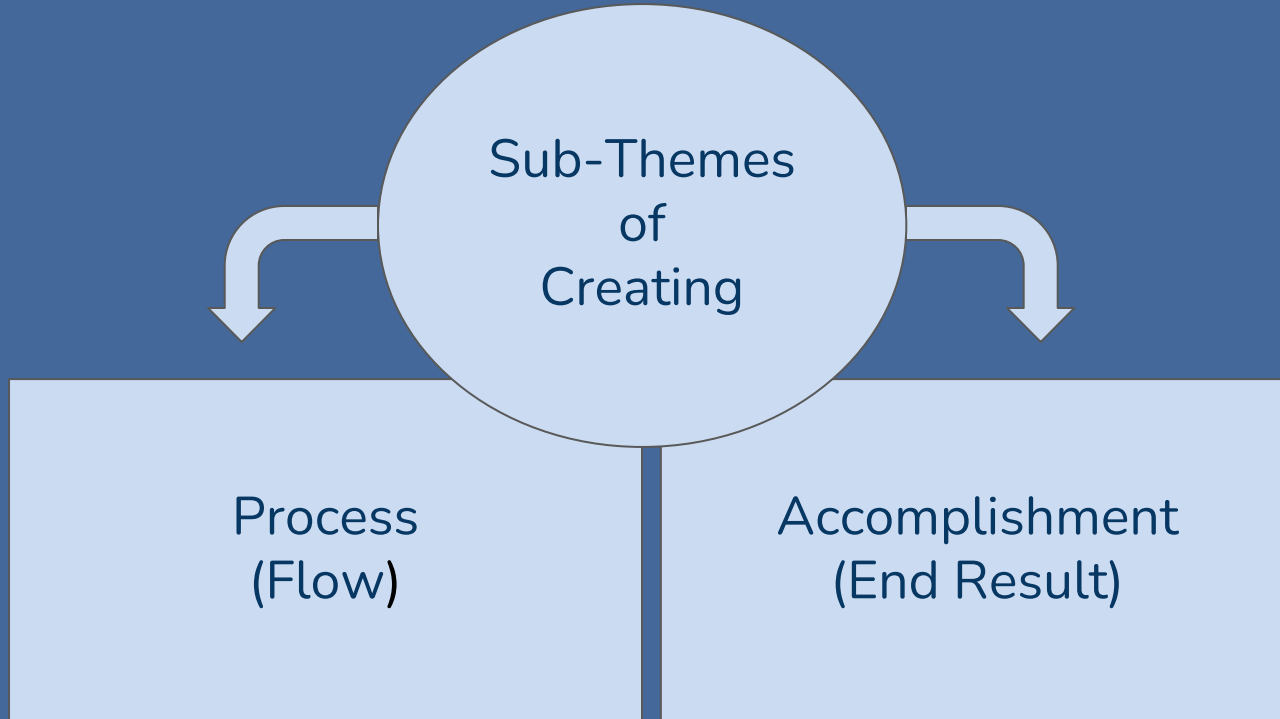 Sub-Themes
of
Creating
Process
(Flow)
Accomplishment
(End Result)